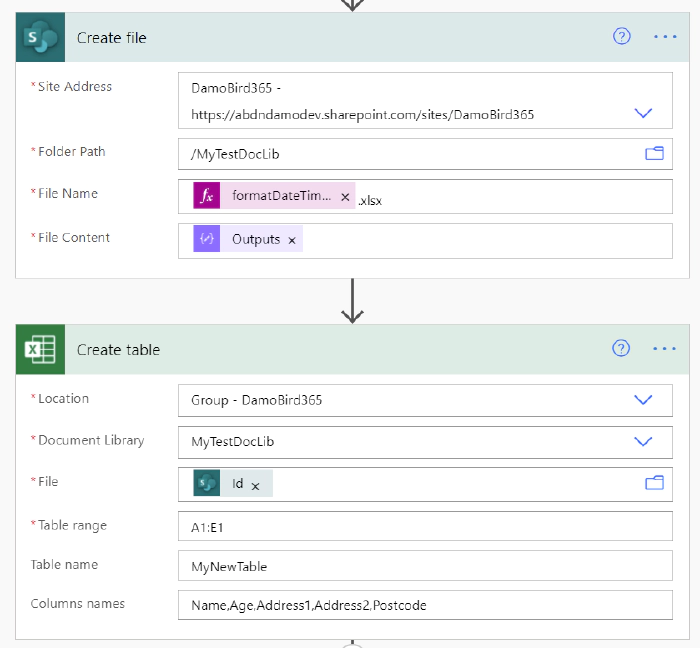 Create file
* Site Address
DamoBird365 -
https://abdndamodev.sharepoint.com/sites/DamoBird365
* Folder Path
/MyTestDocLib
* File Name
fx formatDateTim... × .xlsx
* File Content
Outputs ×
Create table
* Location
Group - DamoBird365
* Document Library
MyTestDocLib
* File
Id ×
* Table range
A1:E1
Table name
MyNewTable
Columns names
Name,Age,Address1,Address2,Postcode